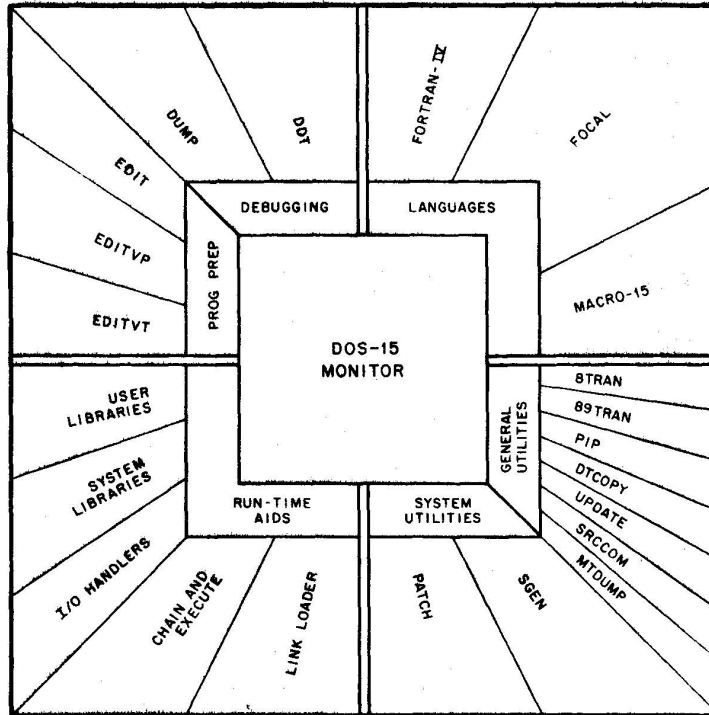 DUMP
DDT
FORTRAN-IV
FOCAL
EDIT
EDITVP
EDITVT
PROG PREP
DEBUGGING
LANGUAGES
MACRO-15
DOS-15
MONITOR
USER
LIBRARIES
SYSTEM
LIBRARIES
I/O HANDLERS
CHAIN AND
EXECUTE
LINK LOADER
RUN-TIME
AIDS
SYSTEM
UTILITIES
GENERAL
UTILITIES
PATCH
SGEN
8TRAN
89TRAN
PIP
DTCOPY
UPDATE
SRCCOM
MTDUMP